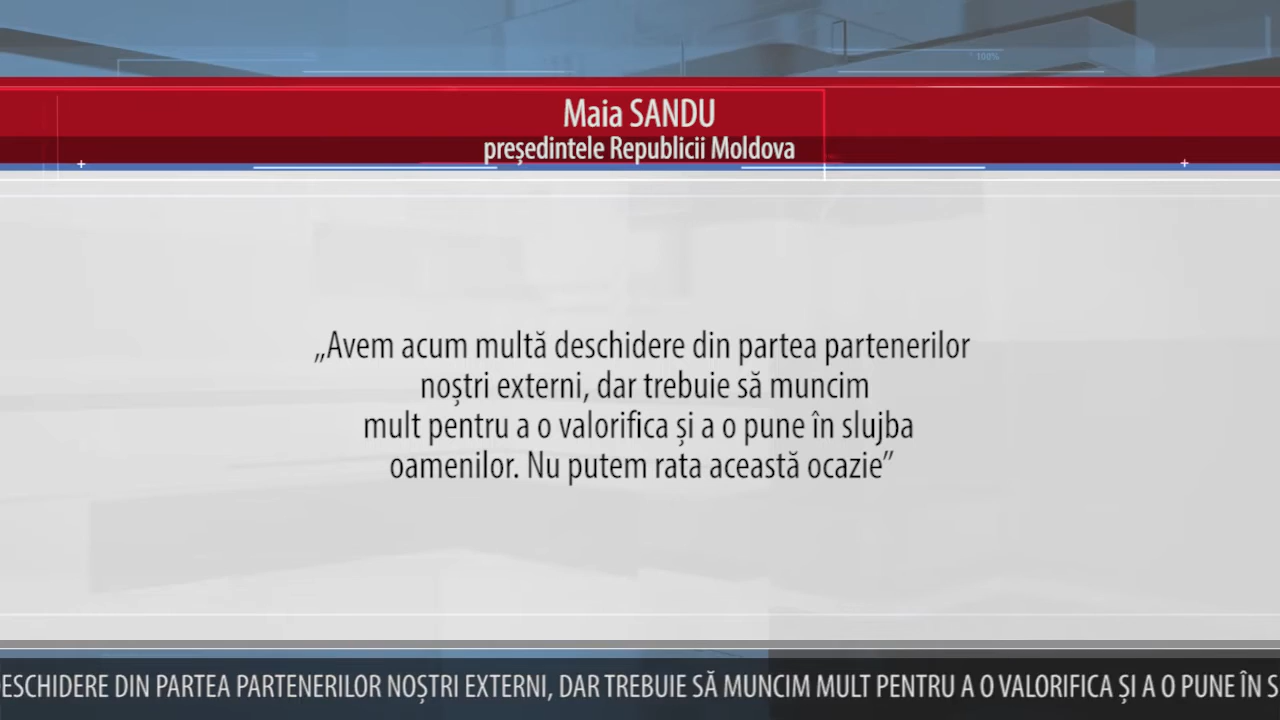 100%
Maia SANDU
președintele Republicii Moldova
„Avem acum multă deschidere din partea partenerilor
noștri externi, dar trebuie să muncim
mult pentru a o valorifica și a o pune în slujba
oamenilor. Nu putem rata această ocazie”
ESCHIDERE DIN PARTEA PARTENERILOR NOȘTRI EXTERNI, DAR TREBUIE SĂ MUNCIM MULT PENTRU A O VALORIFICA ȘI A O PUNE ÎN S